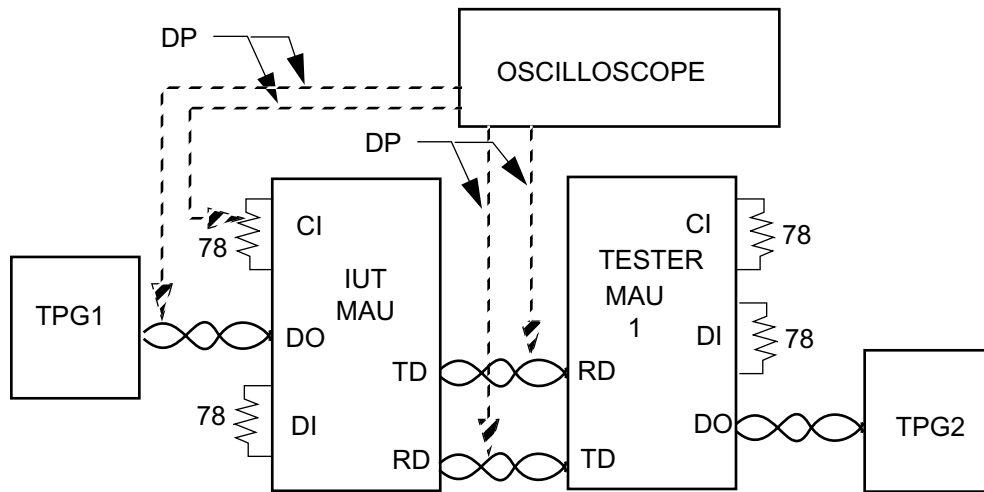 DP
OSCILLOSCOPE
DP
CI
78
CI
78
IUT
MAU
TESTER
MAU
1
TPG1
DO
DI
78
TD
RD
78
DI
DO
TPG2
RD
TD